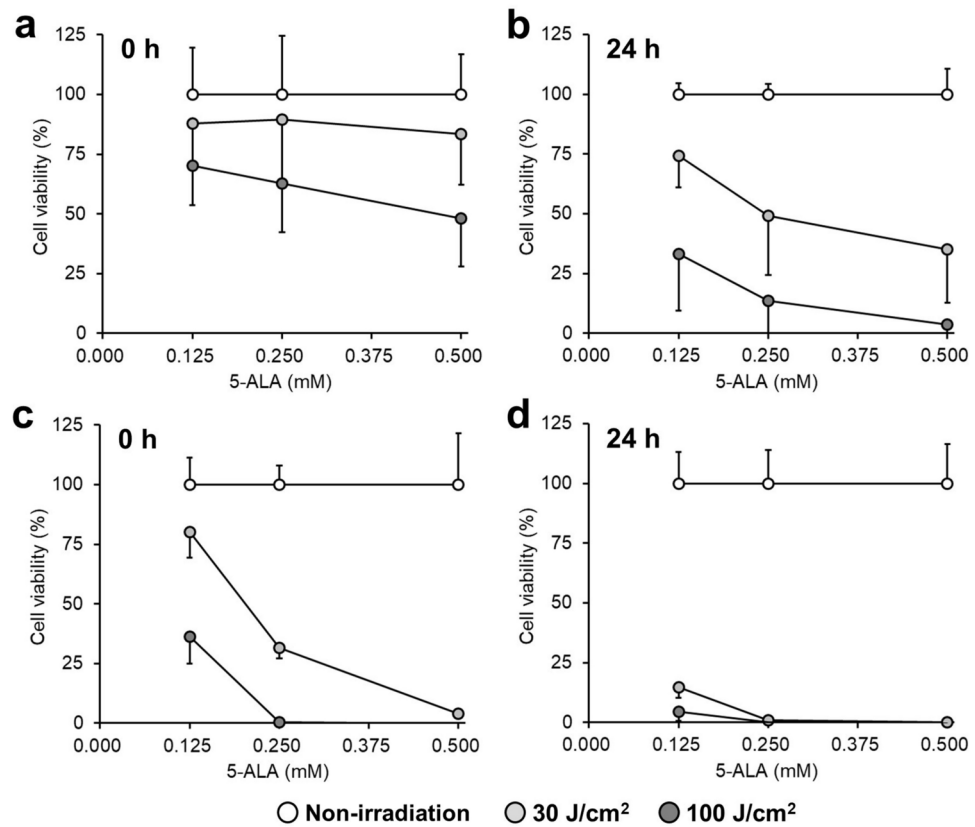 a
0 h
125
100
75
50
25
0
Cell viability (%)
0.000 0.125 0.250 0.375 0.500
5-ALA (mM)
b
24 h
125
100
75
50
25
0
Cell viability (%)
0.000 0.125 0.250 0.375 0.500
5-ALA (mM)
c
0 h
125
100
75
50
25
0
Cell viability (%)
0.000 0.125 0.250 0.375 0.500
5-ALA (mM)
d
24 h
125
100
75
50
25
0
Cell viability (%)
0.000 0.125 0.250 0.375 0.500
5-ALA (mM)
Non-irradiation 30 J/cm² 100 J/cm²